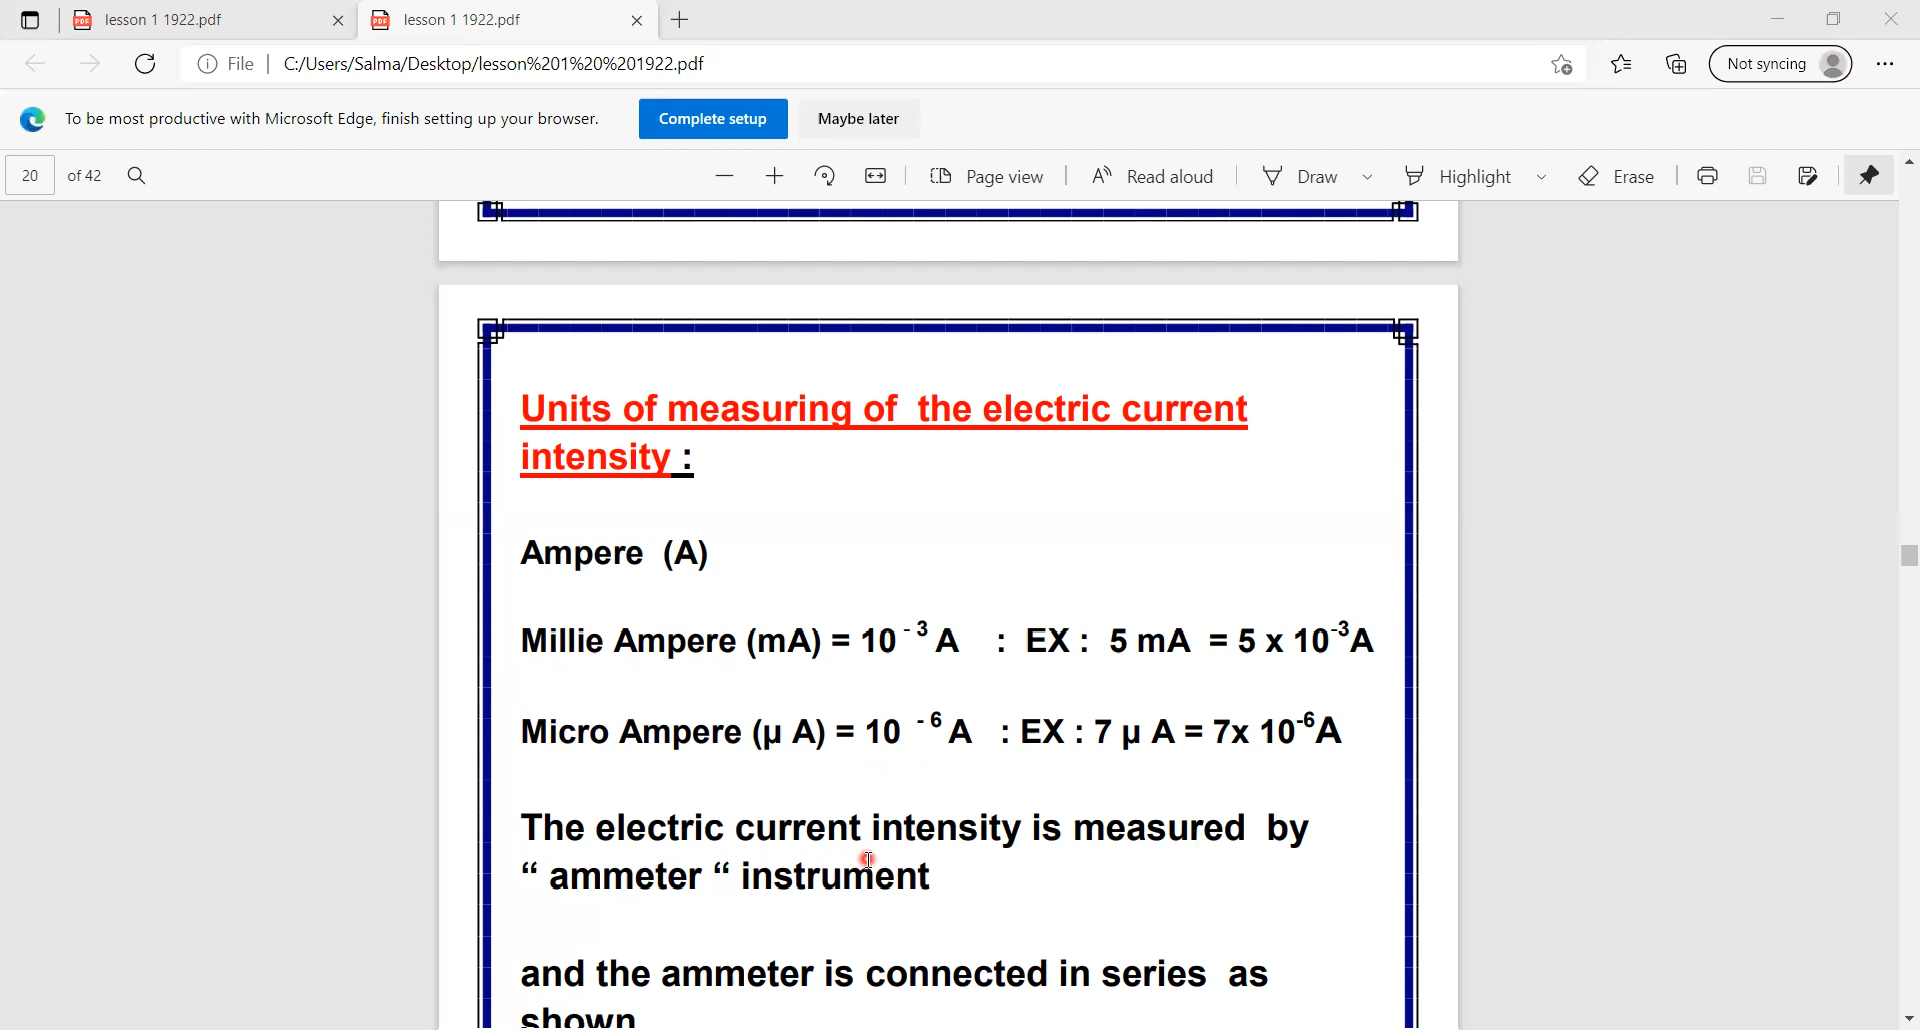 lesson 1 1922.pdf
lesson 1 1922.pdf
File
C:/Users/Salma/Desktop/lesson%201%20%201922.pdf
Not syncing
To be most productive with Microsoft Edge, finish setting up your browser.
Complete setup
Maybe later
20 of 42
Page view
Read aloud
Draw
Highlight
Erase
Units of measuring of the electric current
intensity :
Ampere (A)
Millie Ampere (mA) = 10⁻³ A : EX : 5 mA = 5 x 10⁻³A
Micro Ampere (µ A) = 10 ⁻⁶ A : EX : 7 µ A = 7x 10⁻⁶A
The electric current intensity is measured by
“ ammeter “ instrument
and the ammeter is connected in series as
shown